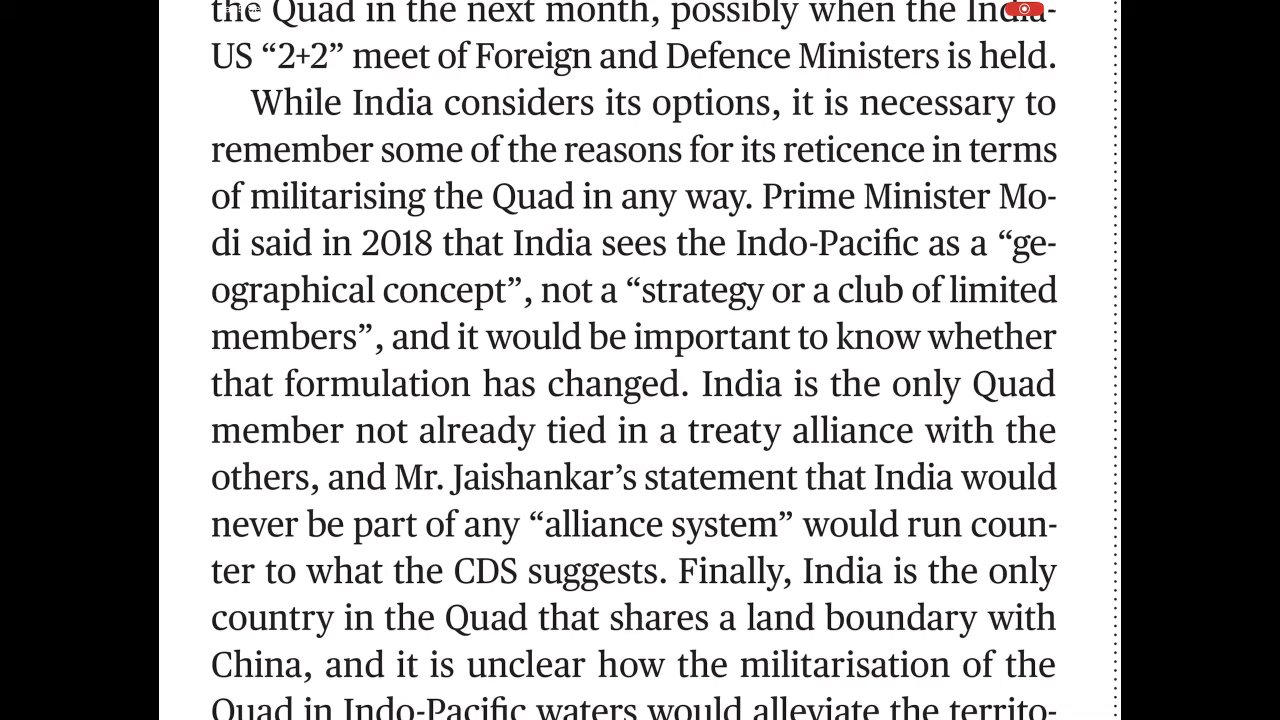 the Quad in the next month, possibly when the India-
US “2+2” meet of Foreign and Defence Ministers is held.
While India considers its options, it is necessary to
remember some of the reasons for its reticence in terms
of militarising the Quad in any way. Prime Minister Mo-
di said in 2018 that India sees the Indo-Pacific as a “ge-
ographical concept”, not a “strategy or a club of limited
members”, and it would be important to know whether
that formulation has changed. India is the only Quad
member not already tied in a treaty alliance with the
others, and Mr. Jaishankar’s statement that India would
never be part of any “alliance system” would run coun-
ter to what the CDS suggests. Finally, India is the only
country in the Quad that shares a land boundary with
China, and it is unclear how the militarisation of the
Quad in Indo-Pacific waters would alleviate the territo-